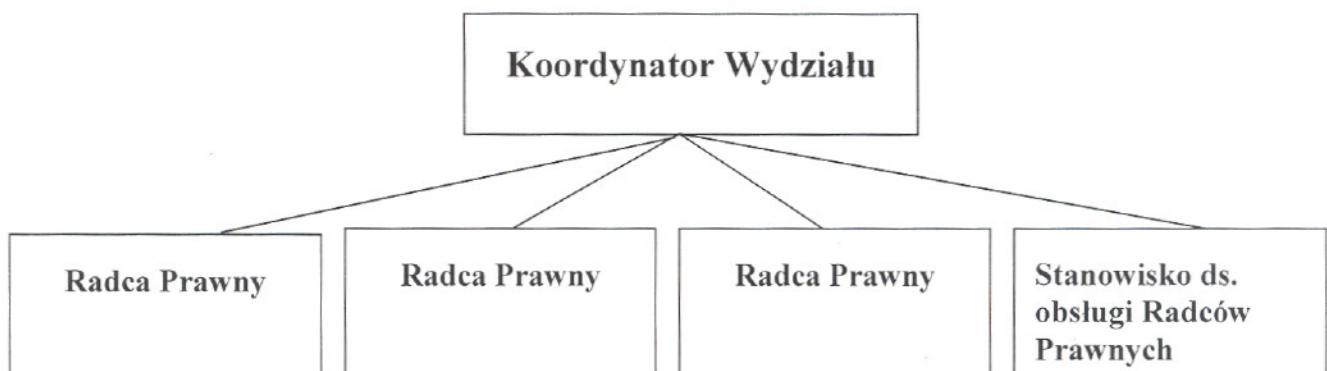 Koordynator Wydziału
Radca Prawny
Radca Prawny
Radca Prawny
Stanowisko ds.
obsługi Radców
Prawnych